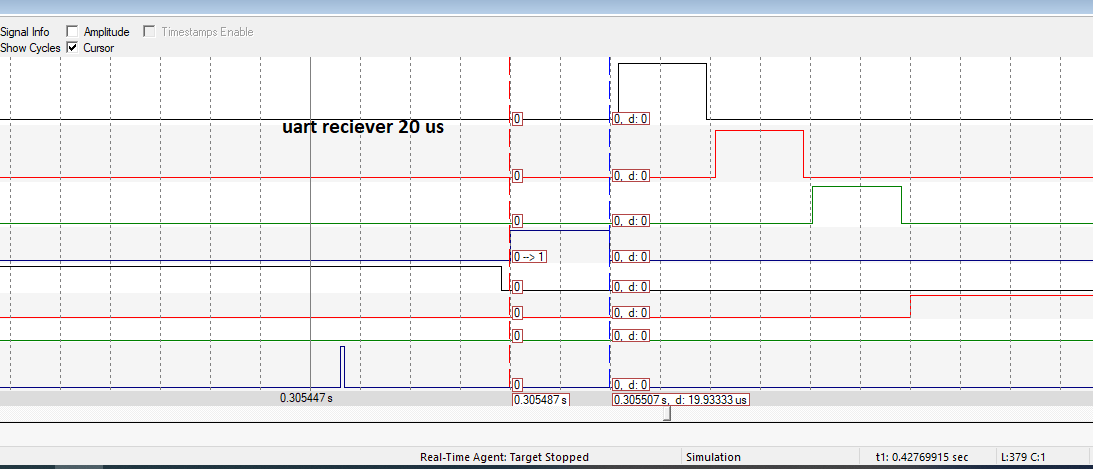 Signal Info Amplitude Timestamps Enable
Show Cycles Cursor
0 0, d: 0
uart reciever 20 us
0 0, d: 0
0 0, d: 0
0 --> 1 0, d: 0
0 0, d: 0
0 0, d: 0
0 0, d: 0
0 0, d: 0
0.305447 s 0.305487 s 0.305507 s, d: 19.93333 us
Real-Time Agent: Target Stopped Simulation t1: 0.42769915 sec L:379 C:1